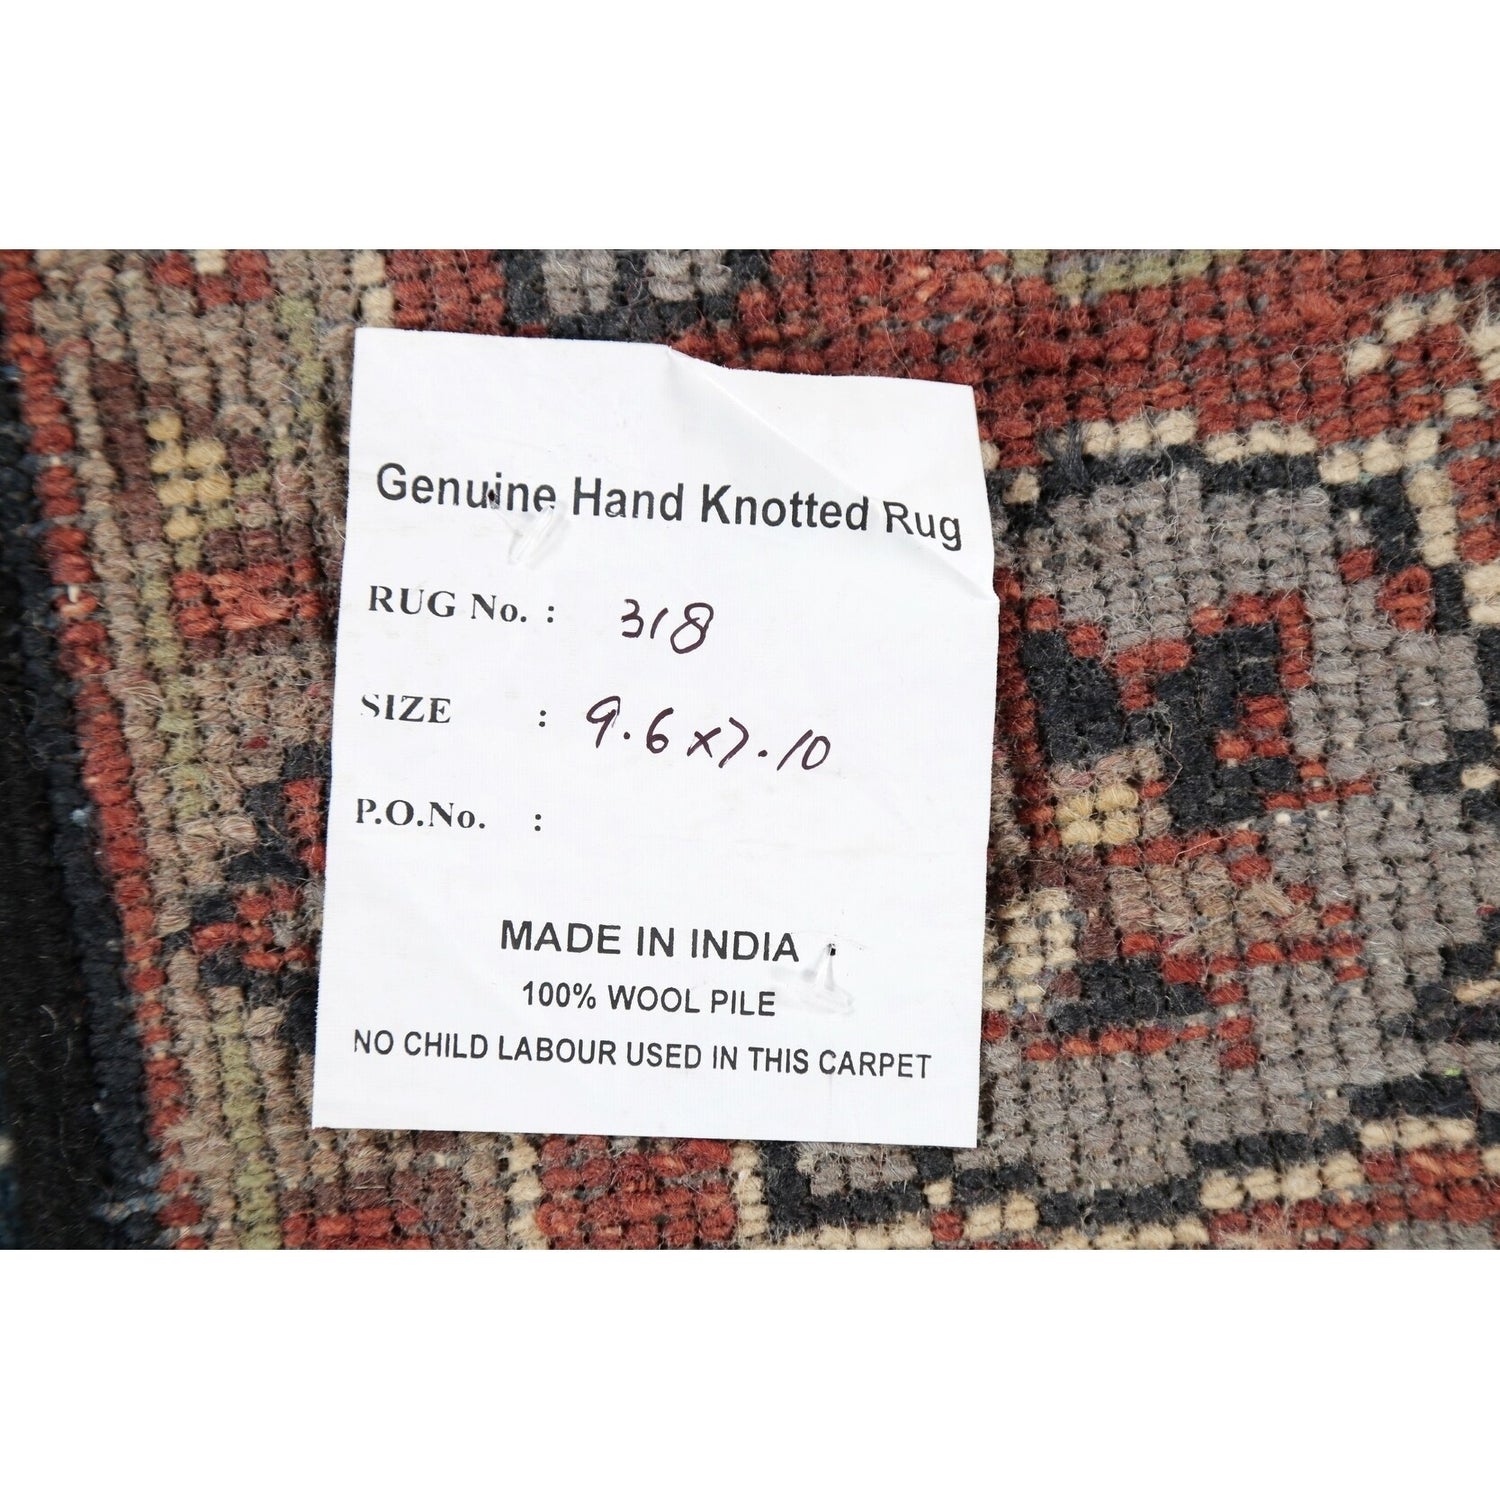 Genuine Hand Knotted Rug
RUG No. : 318
SIZE : 9.6x7.10
P.O.No. :
MADE IN INDIA
100% WOOL PILE
NO CHILD LABOUR USED IN THIS CARPET